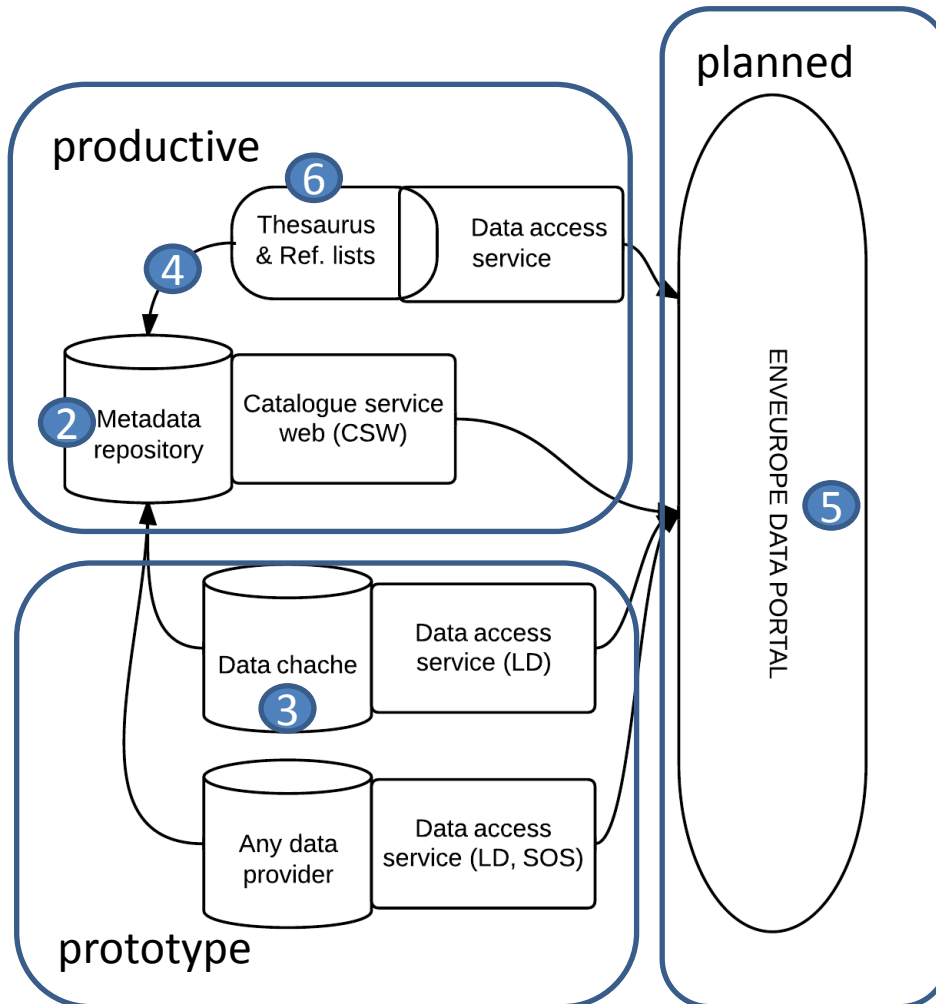 planned
productive
6
Thesaurus
& Ref. lists
Data access
service
4
2
Metadata
repository
Catalogue service
web (CSW)
ENVEUROPE DATA PORTAL
5
Data chache
3
Data access
service (LD)
Any data
provider
Data access
service (LD, SOS)
prototype